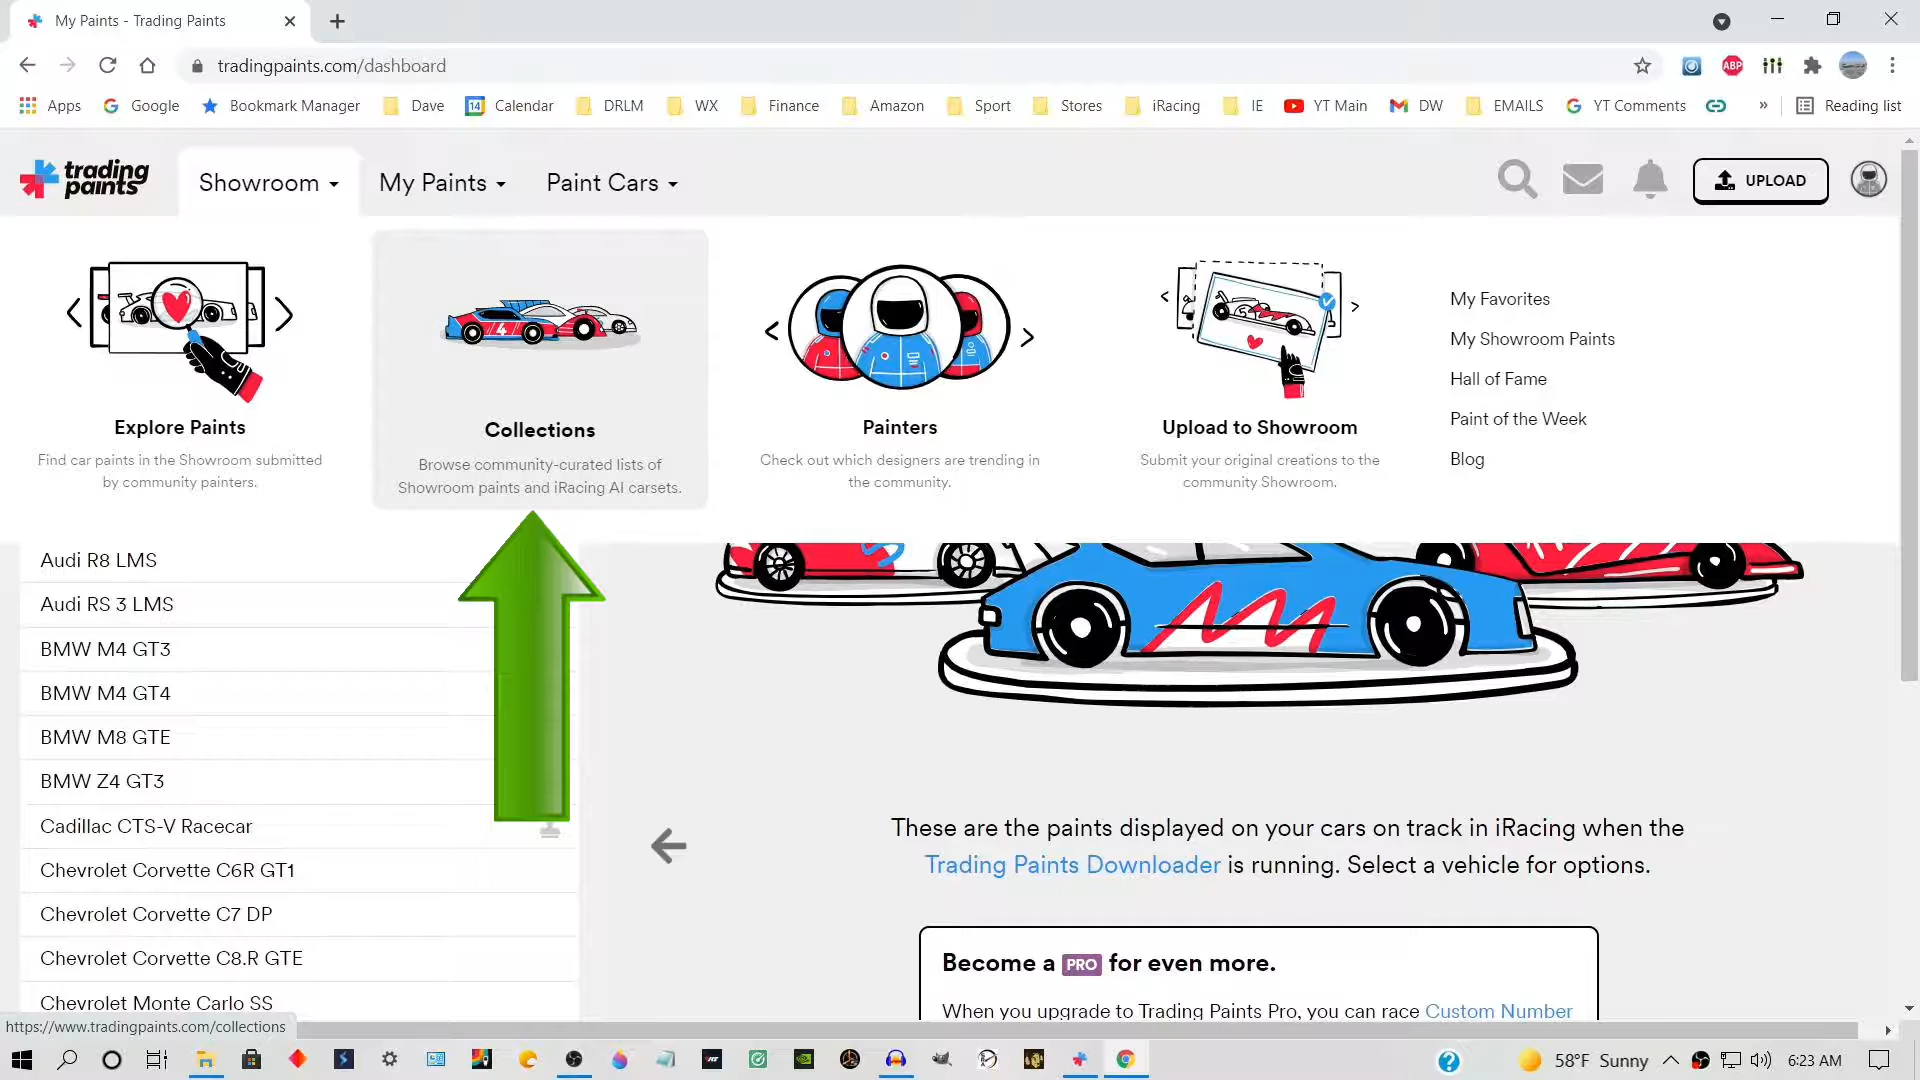 My Paints - Trading Paints
tradingpaints.com/dashboard
ABP
Apps
Google
Bookmark Manager
Dave
14
Calendar
DRLM
WX
Finance
Amazon
Sport
Stores
iRacing
IE
YT Main
DW
EMAILS
YT Comments
»
Reading list
trading
paints
Showroom
My Paints
Paint Cars
UPLOAD
4
Explore Paints
Find car paints in the Showroom submitted
by community painters.
Collections
Browse community-curated lists of
Showroom paints and iRacing AI carsets.
Painters
Check out which designers are trending in
the community.
Upload to Showroom
Submit your original creations to the
community Showroom.
My Favorites
My Showroom Paints
Hall of Fame
Paint of the Week
Blog
Audi R8 LMS
Audi RS 3 LMS
BMW M4 GT3
BMW M4 GT4
BMW M8 GTE
BMW Z4 GT3
Cadillac CTS-V Racecar
Chevrolet Corvette C6R GT1
Chevrolet Corvette C7 DP
Chevrolet Corvette C8.R GTE
Chevrolet Monte Carlo SS
These are the paints displayed on your cars on track in iRacing when the
Trading Paints Downloader is running. Select a vehicle for options.
Become a PRO for even more.
When you upgrade to Trading Paints Pro, you can race Custom Number
https://www.tradingpaints.com/collections
58°F Sunny
6:23 AM